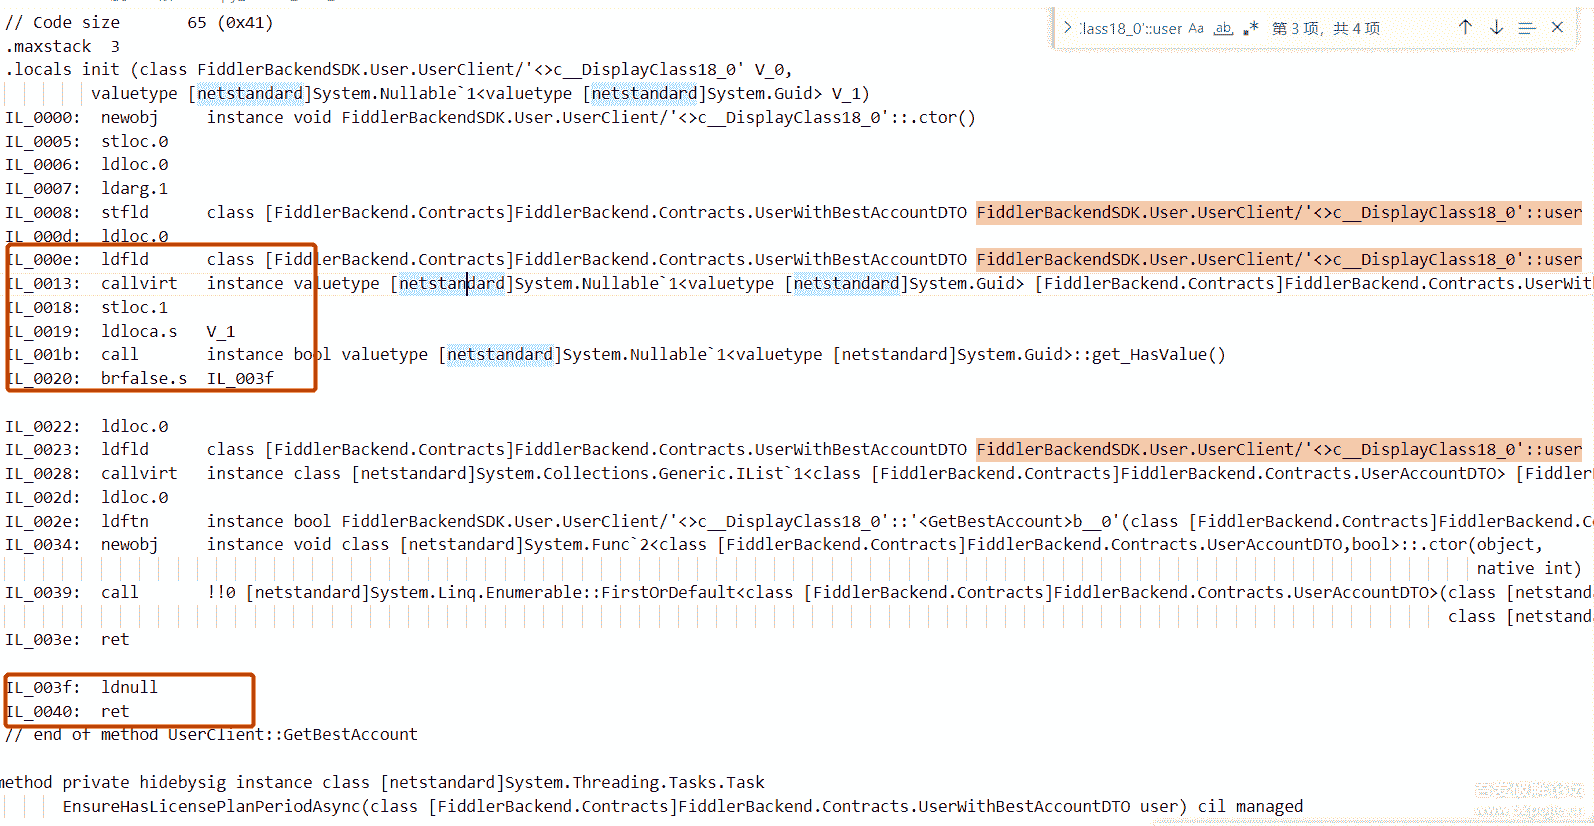 // Code size       65 (0x41)
.maxstack  3
.locals init (class FiddlerBackendSDK.User.UserClient/'<>c__DisplayClass18_0' V_0,
valuetype [netstandard]System.Nullable`1<valuetype [netstandard]System.Guid> V_1)
IL_0000:  newobj     instance void FiddlerBackendSDK.User.UserClient/'<>c__DisplayClass18_0'::.ctor()
IL_0005:  stloc.0
IL_0006:  ldloc.0
IL_0007:  ldarg.1
IL_0008:  stfld      class [FiddlerBackend.Contracts]FiddlerBackend.Contracts.UserWithBestAccountDTO FiddlerBackendSDK.User.UserClient/'<>c__DisplayClass18_0'::user
IL_000d:  ldloc.0
IL_000e:  ldfld      class [FiddlerBackend.Contracts]FiddlerBackend.Contracts.UserWithBestAccountDTO FiddlerBackendSDK.User.UserClient/'<>c__DisplayClass18_0'::user
IL_0013:  callvirt   instance valuetype [netstandard]System.Nullable`1<valuetype [netstandard]System.Guid> [FiddlerBackend.Contracts]FiddlerBackend.Contracts.UserWit
IL_0018:  stloc.1
IL_0019:  ldloca.s   V_1
IL_001b:  call       instance bool valuetype [netstandard]System.Nullable`1<valuetype [netstandard]System.Guid>::get_HasValue()
IL_0020:  brfalse.s  IL_003f
IL_0022:  ldloc.0
IL_0023:  ldfld      class [FiddlerBackend.Contracts]FiddlerBackend.Contracts.UserWithBestAccountDTO FiddlerBackendSDK.User.UserClient/'<>c__DisplayClass18_0'::user
IL_0028:  callvirt   instance class [netstandard]System.Collections.Generic.IList`1<class [FiddlerBackend.Contracts]FiddlerBackend.Contracts.UserAccountDTO> [Fiddler
IL_002d:  ldloc.0
IL_002e:  ldftn      instance bool FiddlerBackendSDK.User.UserClient/'<>c__DisplayClass18_0'::'<GetBestAccount>b__0'(class [FiddlerBackend.Contracts]FiddlerBackend.C
IL_0034:  newobj     instance void class [netstandard]System.Func`2<class [FiddlerBackend.Contracts]FiddlerBackend.Contracts.UserAccountDTO,bool>::.ctor(object,
native int)
IL_0039:  call       !!0 [netstandard]System.Linq.Enumerable::FirstOrDefault<class [FiddlerBackend.Contracts]FiddlerBackend.Contracts.UserAccountDTO>(class [netstand
class [netstand
IL_003e:  ret
IL_003f:  ldnull
IL_0040:  ret
// end of method UserClient::GetBestAccount
method private hidebysig instance class [netstandard]System.Threading.Tasks.Task
EnsureHasLicensePlanPeriodAsync(class [FiddlerBackend.Contracts]FiddlerBackend.Contracts.UserWithBestAccountDTO user) cil managed
lass18_0'::user Aa ab .* 第 3 项，共 4 项